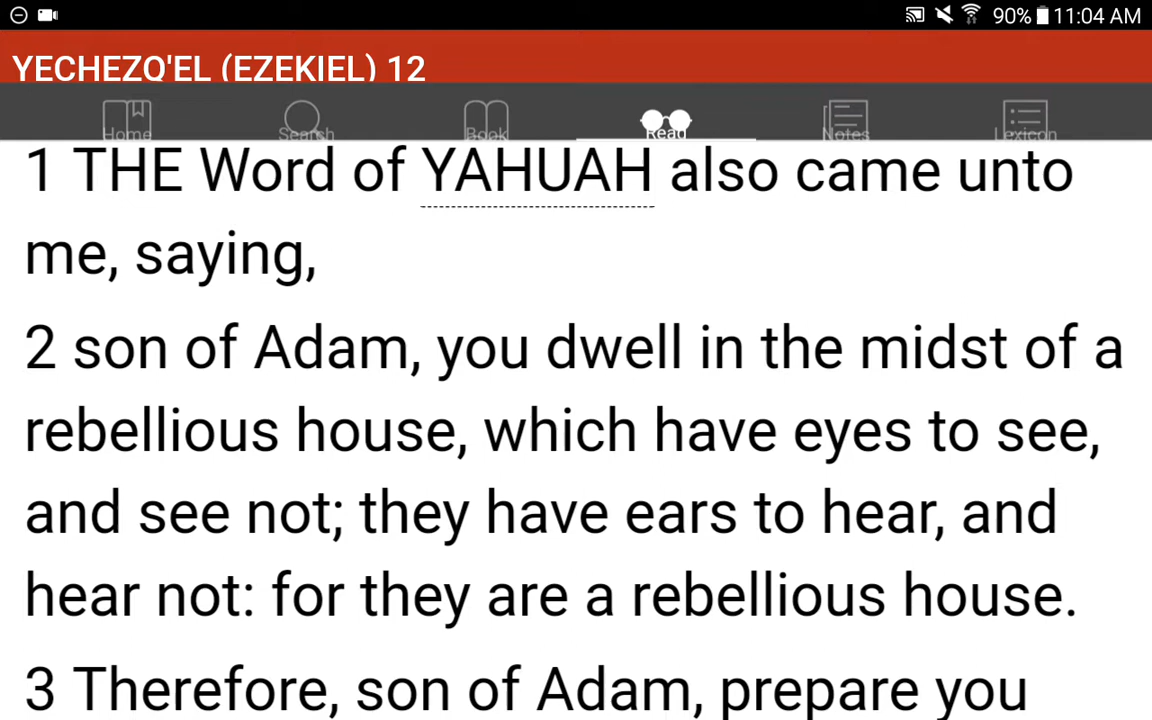 90% 11:04 AM
YECHEZQ'EL (EZEKIEL) 12
Home Search Book Read Notes Lexicon
1 THE Word of YAHUAH also came unto
me, saying,
2 son of Adam, you dwell in the midst of a
rebellious house, which have eyes to see,
and see not; they have ears to hear, and
hear not: for they are a rebellious house.
3 Therefore, son of Adam, prepare you